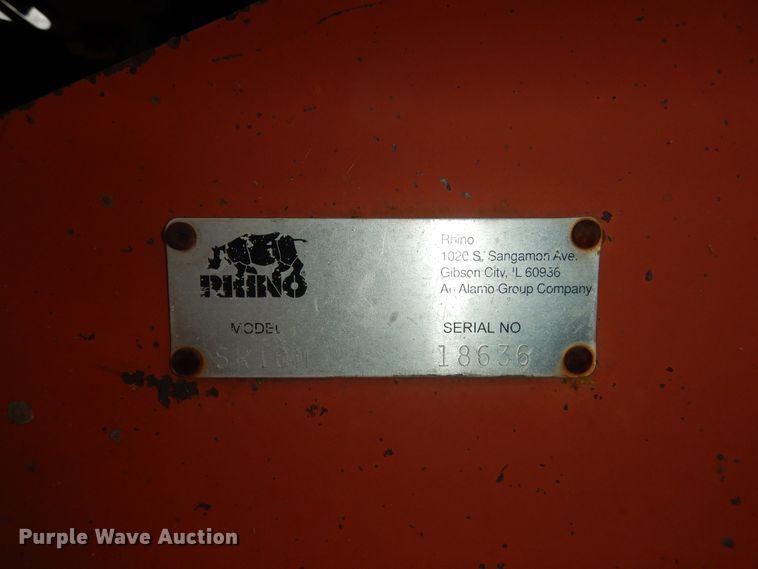 RHINO
Rhino
1020 S. Sangamon Ave.
Gibson City, IL 60936
An Alamo Group Company
MODEL
SERIAL NO
18636
Purple Wave Auction®